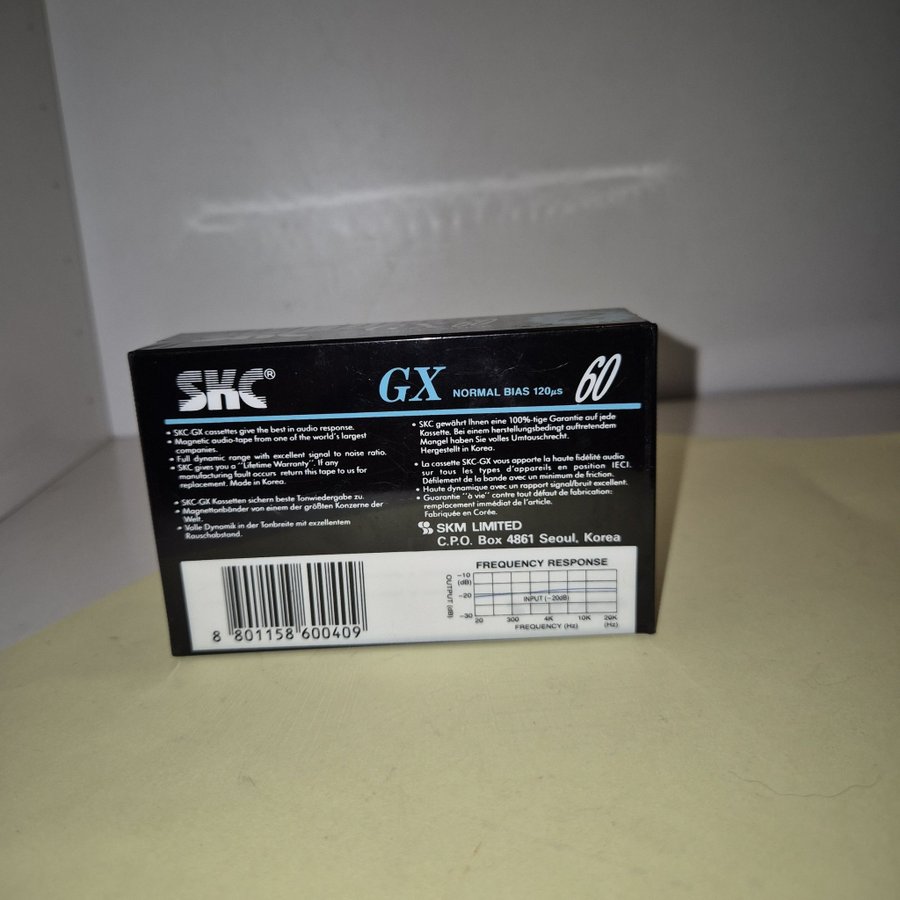 SKC®
GX NORMAL BIAS 120µs 60
• SKC-GX cassettes give the best in audio response.
• Magnetic audio-tape from one of the world's largest
companies.
• Full dynamic range with excellent signal to noise ratio.
• SKC gives you a "Lifetime Warranty". If any
manufacturing fault occurs return this tape to us for
replacement. Made in Korea.
• SKC-GX Kassetten sichern beste Tonwiedergabe zu.
• Magnettonbänder von einem der größten Konzerne der
Welt.
• Volle Dynamik in der Tonbreite mit exzellentem
Rauschabstand.
• SKC gewährt Ihnen eine 100%-tige Garantie auf jede
Kassette. Bei einem herstellungsbedingt auftretendem
Mangel haben Sie volles Umtauschrecht.
Hergestellt in Korea.
• La cassette SKC-GX vous apporte la haute fidélité audio
sur tous les types d'appareils en position IECI.
Défilement de la bande avec un minimum de friction.
• Haute dynamique avec un rapport signal/bruit excellent.
• Guarantie "à vie" contre tout défaut de fabrication:
remplacement immédiat de l'article.
Fabriquée en Corée.
SKM LIMITED
C.P.O. Box 4861 Seoul, Korea
8 801158 600409
FREQUENCY RESPONSE
OUTPUT (dB)
-10
(dB)
-20
-30
INPUT (-20dB)
20 300 4K 10K 20K
FREQUENCY (Hz) (Hz)